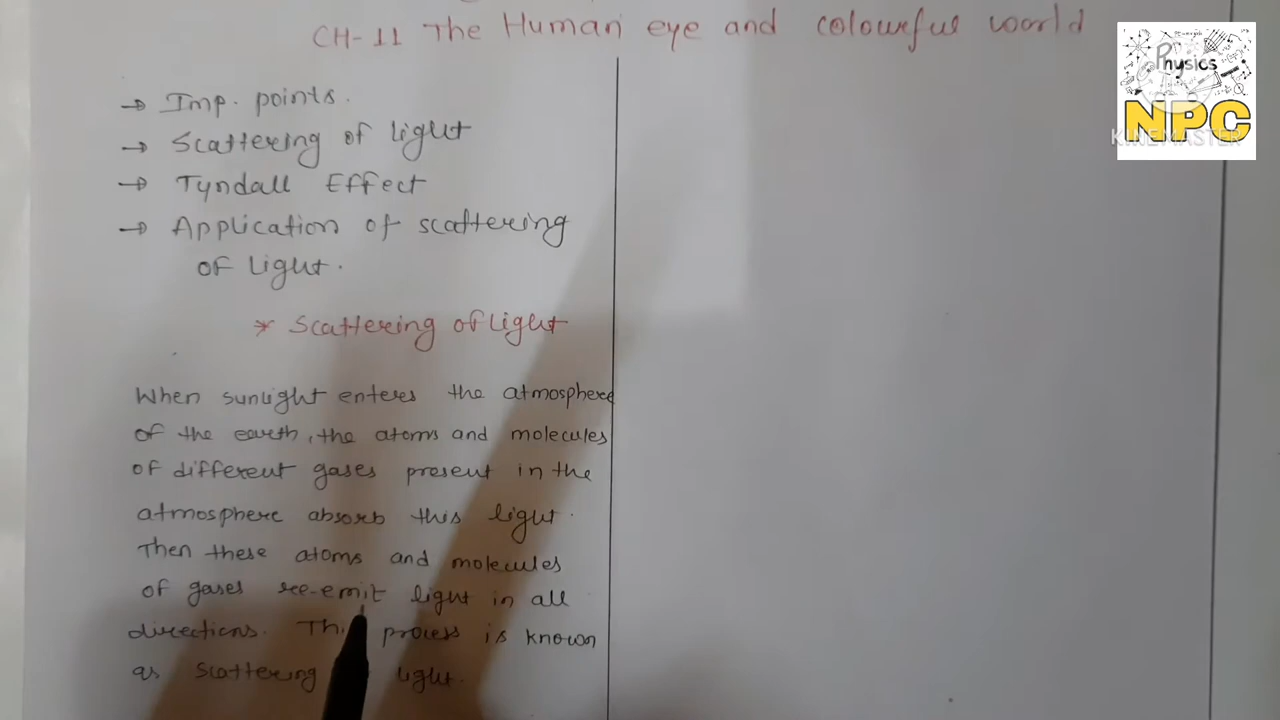 CH-11 The Human eye and colourful world
Physics
NPC
KINEMASTER
→ Imp. points.
→ Scattering of light
→ Tyndall Effect
→ Application of scattering
of Light.
* Scattering of Light
When sunlight enters the atmosphere
of the earth, the atoms and molecules
of different gases present in the
atmosphere absorb this light.
Then these atoms and molecules
of gases re-emit light in all
directions. process is known
as Scattering light.